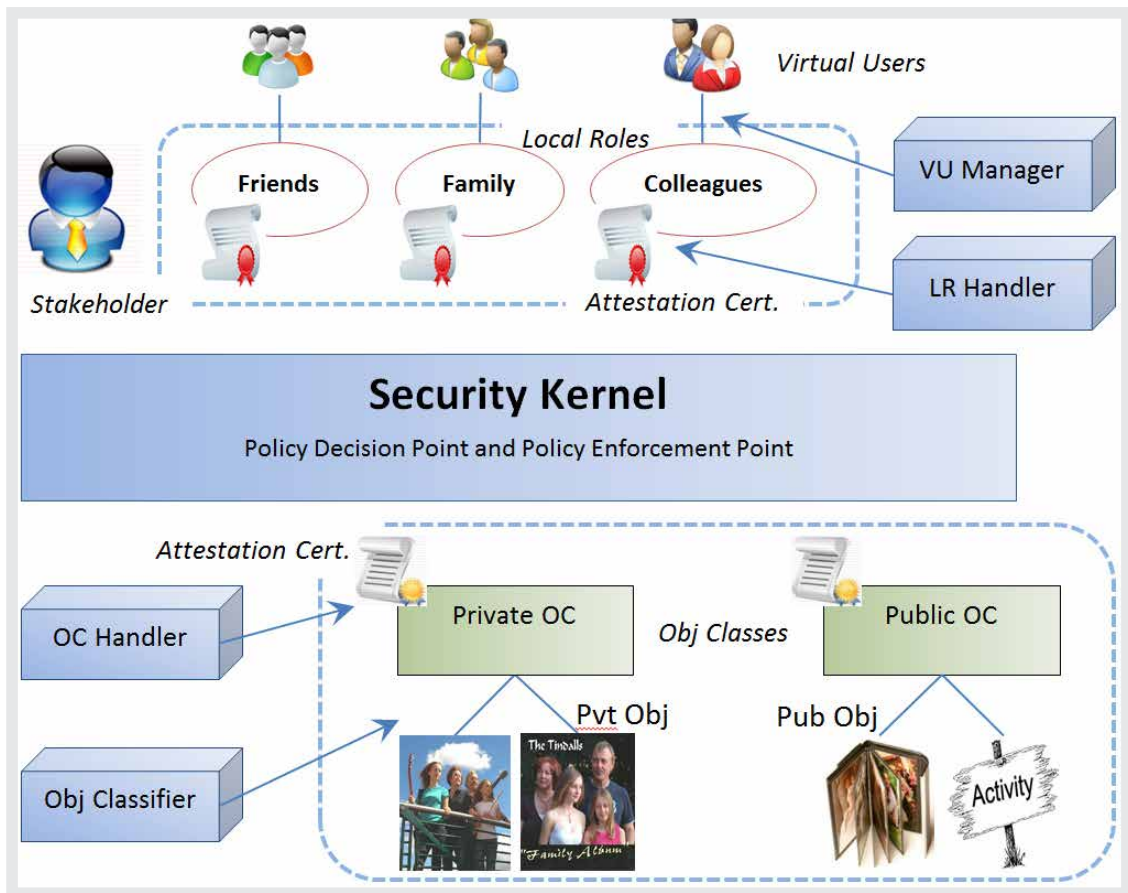 Virtual Users
Local Roles
VU Manager
Friends
Family
Colleagues
LR Handler
Stakeholder
Attestation Cert.
Security Kernel
Policy Decision Point and Policy Enforcement Point
Attestation Cert.
Private OC
Public OC
OC Handler
Obj Classes
Pvt Obj
Pub Obj
The Tindalls
Obj Classifier
Activity
"Family Album"